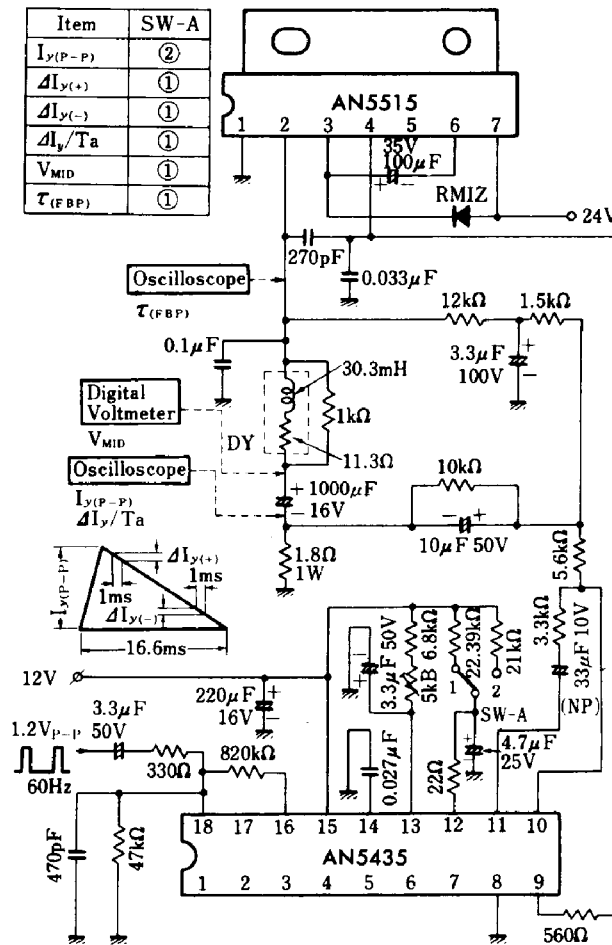 Item SW-A
Iy(P-P) ②
ΔIy(+) ①
ΔIy(-) ①
ΔIy/Ta ①
VMID ①
τ(FBP) ①
AN5515
1 2 3 4 5 6 7
35V
100μF
+ -
RMIZ
24V
270pF
0.033μF
Oscilloscope
τ(FBP)
12kΩ 1.5kΩ
0.1μF
3.3μF
100V
+
-
30.3mH
1kΩ
Digital
Voltmeter
VMID
DY
11.3Ω
Oscilloscope
Iy(P-P)
ΔIy/Ta
+ 1000μF
- 16V
10kΩ
- +
10μF 50V
1.8Ω
1W
5.6kΩ
Iy(P-P)
ΔIy(+)
1ms
1ms
ΔIy(-)
16.6ms
3.3kΩ
33μF 10V
(NP)
12V
220μF
16V
+
-
3.3μF 50V
- +
6.8kΩ
5kB
22.39kΩ
21kΩ
1 2
SW-A
4.7μF
25V
+
-
22Ω
0.027μF
1.2VP-P
60Hz
3.3μF
50V
330Ω
820kΩ
470pF
47kΩ
18 17 16 15 14 13 12 11 10
AN5435
1 2 3 4 5 6 7 8 9
560Ω